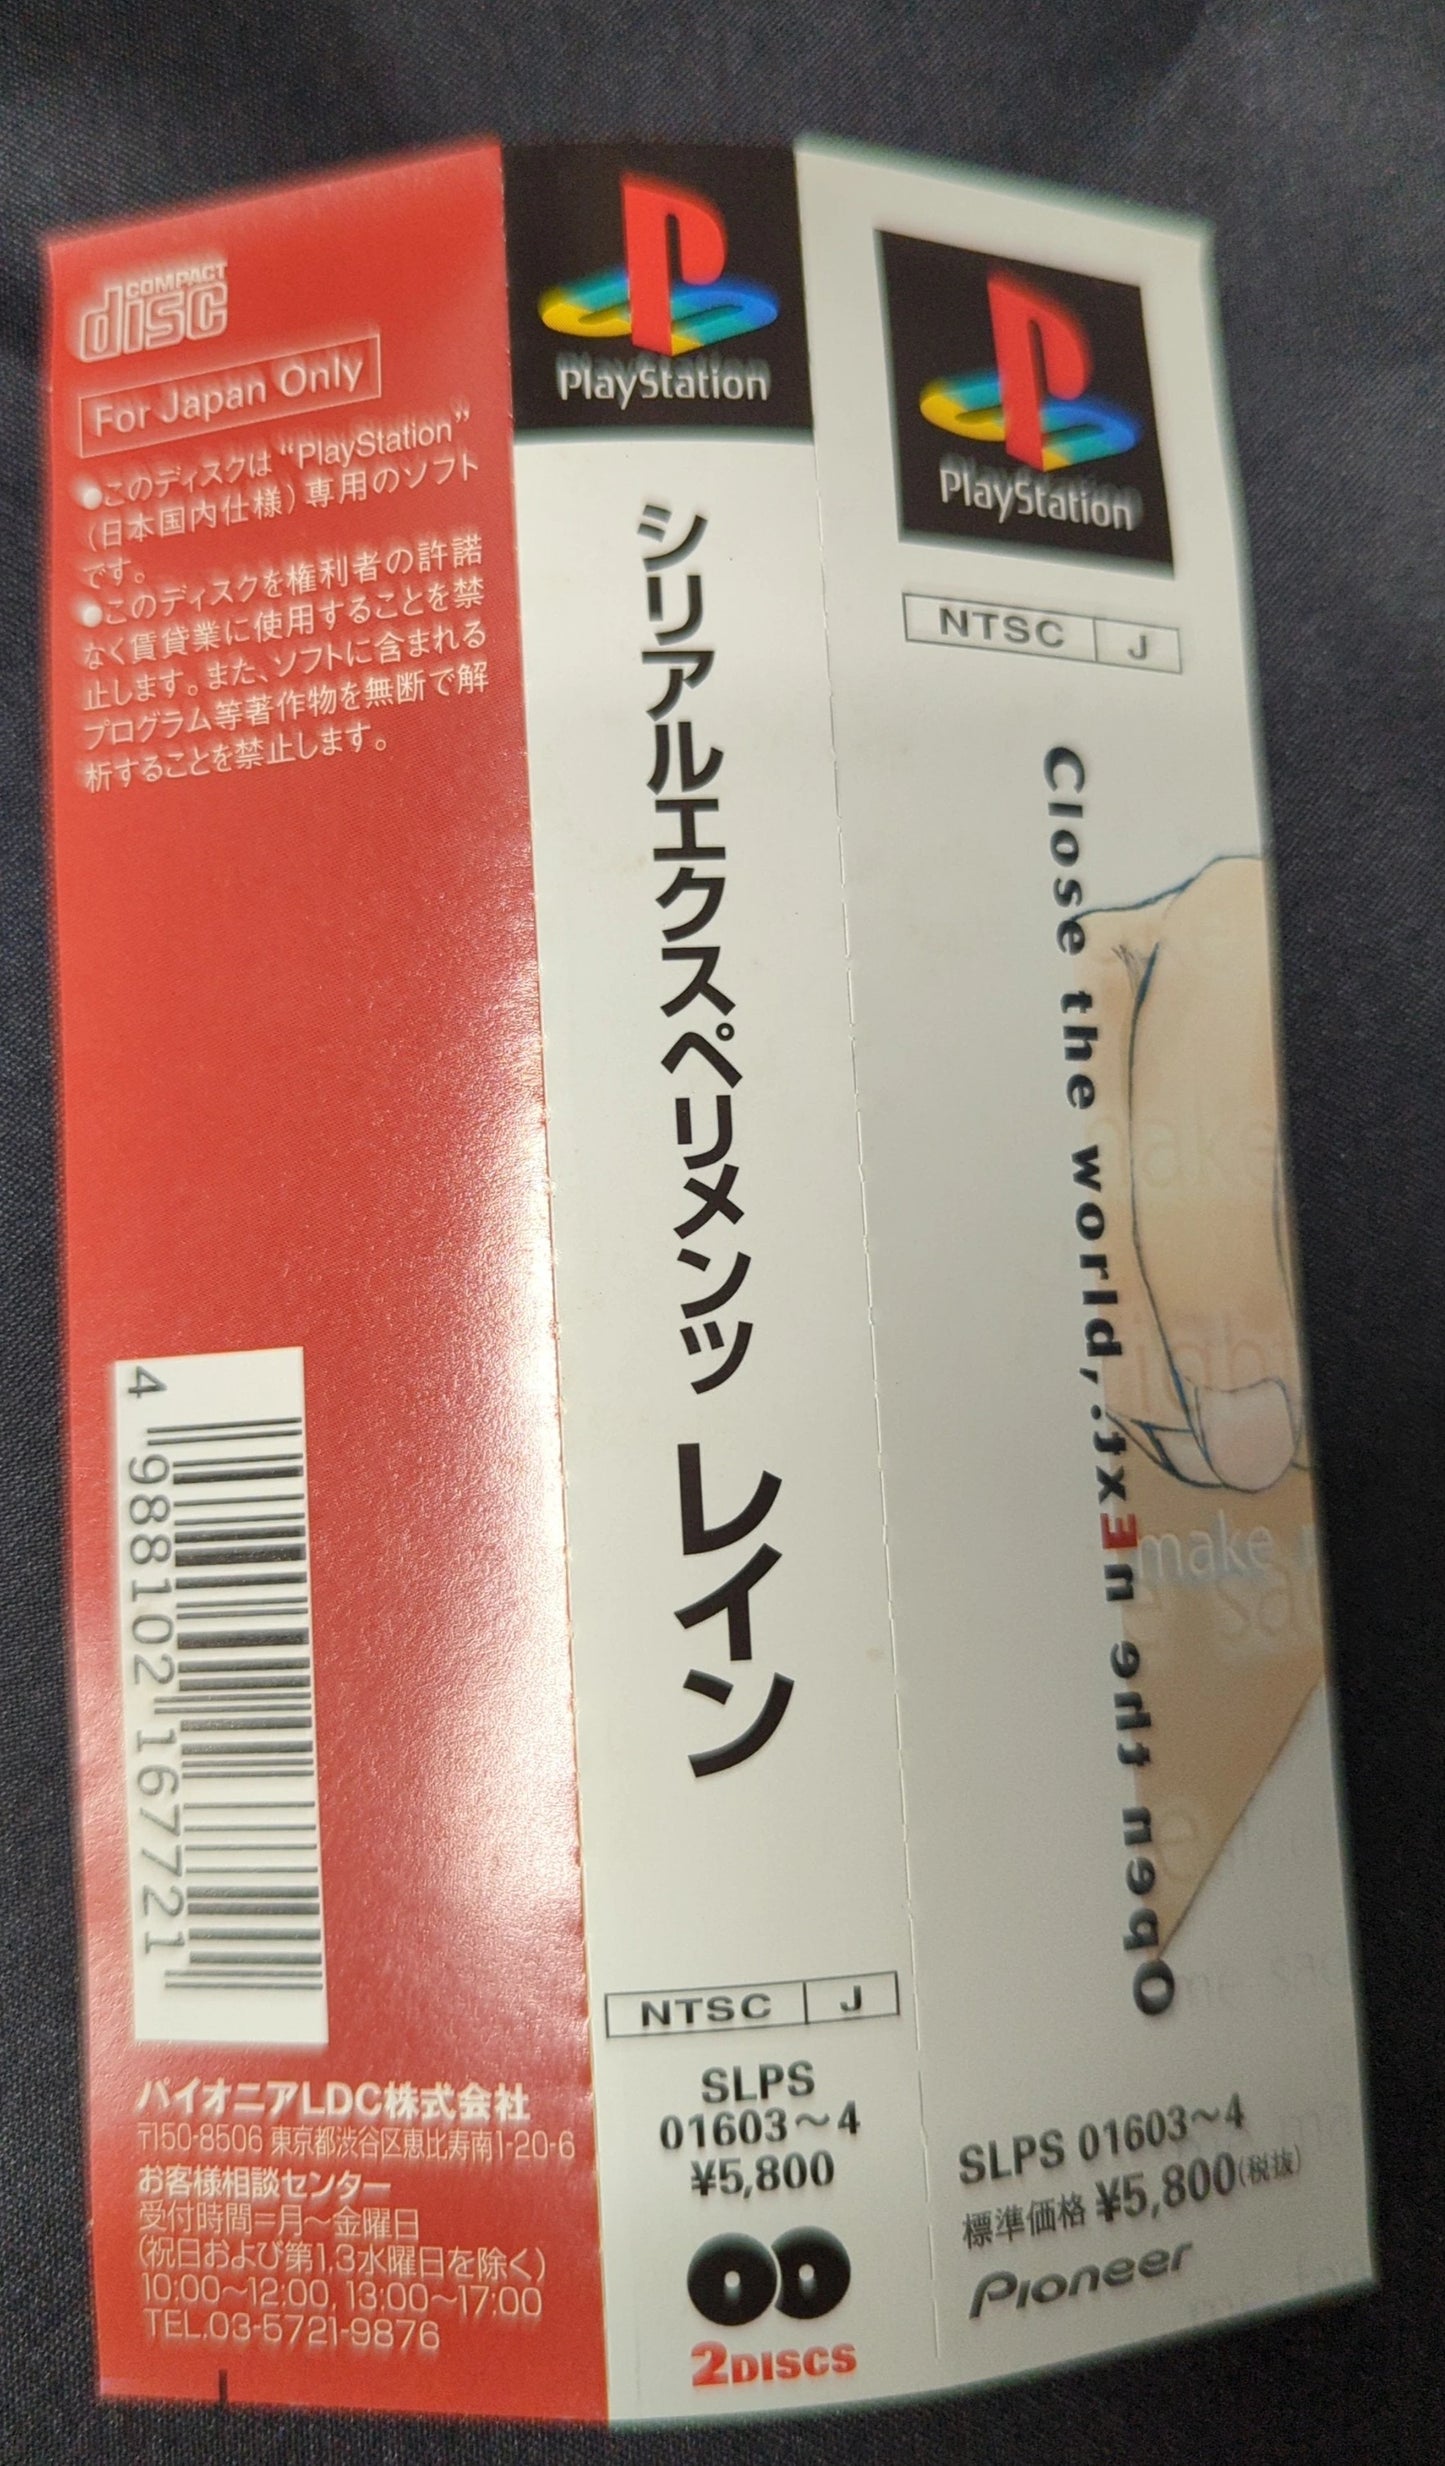 COMPACT
disc
For Japan Only
●このディスクは“PlayStation”
(日本国内仕様)専用のソフト
です。
●このディスクを権利者の許諾
なく賃貸業に使用することを禁
止します。また、ソフトに含まれる
プログラム等著作物を無断で解
析することを禁止します。
4 988102 167721
パイオニアLDC株式会社
〒150-8506 東京都渋谷区恵比寿南1-20-6
お客様相談センター
受付時間=月～金曜日
(祝日および第1,3水曜日を除く)
10:00～12:00, 13:00～17:00
TEL.03-5721-9876
PlayStation
シリアルエクスペリメンツ レイン
NTSC J
SLPS
01603～4
¥5,800
2DISCS
PlayStation
NTSC J
Close the world,
.txEn eht nepO
make
SLPS 01603～4
標準価格 ¥5,800(税抜)
Pioneer